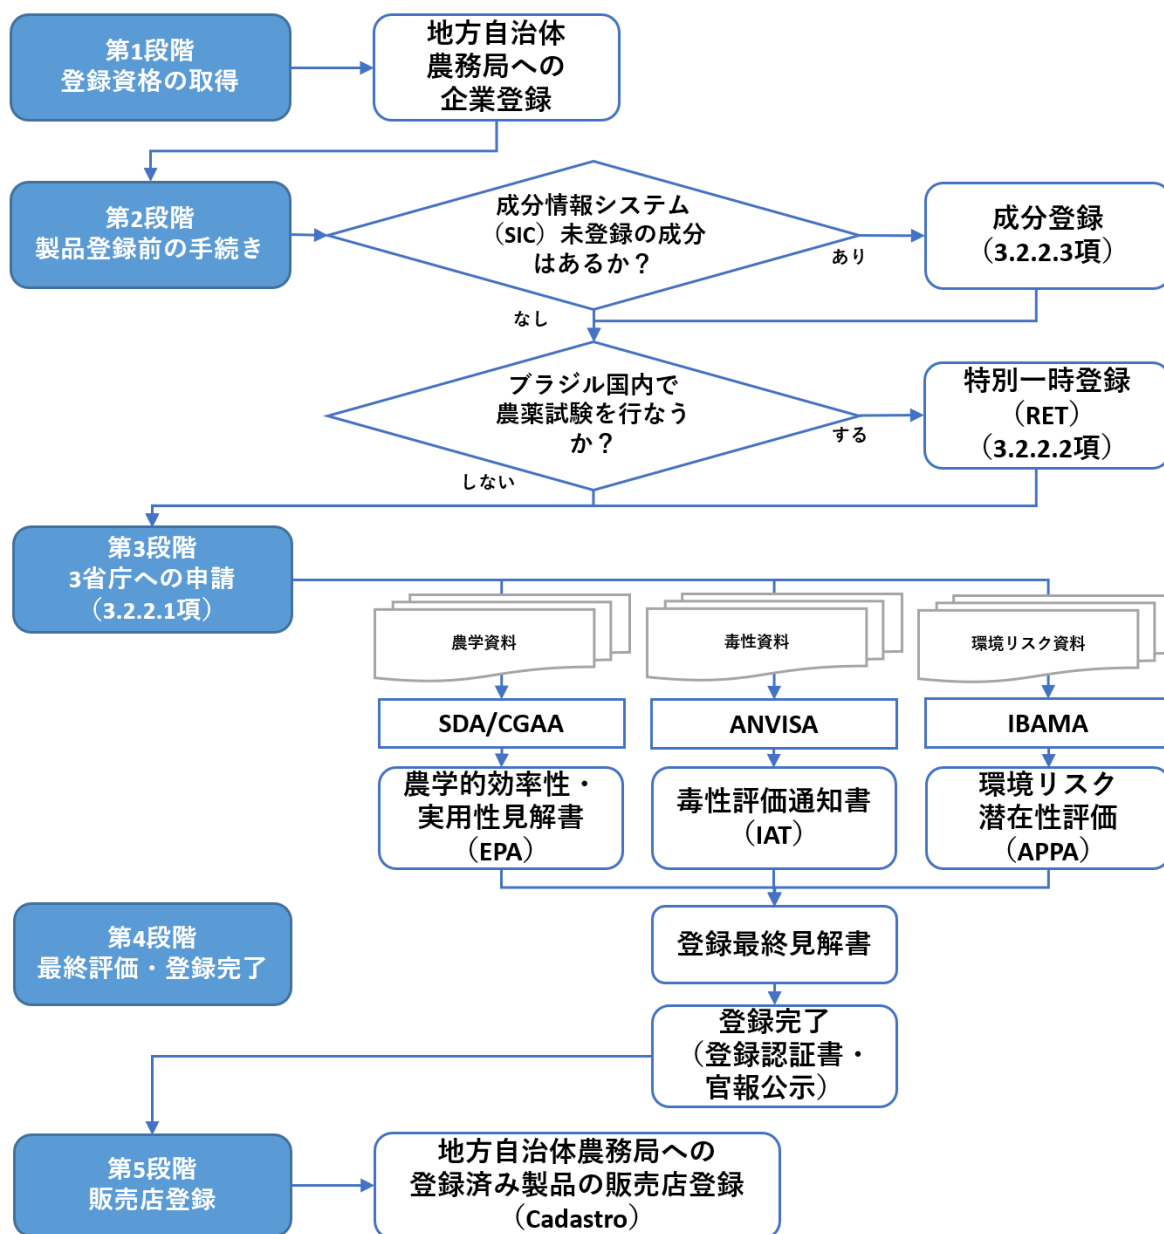 第1段階
登録資格の取得
地方自治体
農務局への
企業登録
第2段階
製品登録前の手続き
成分情報システム
（SIC）未登録の成分
はあるか？
あり
成分登録
（3.2.2.3項）
なし
ブラジル国内で
農薬試験を行なう
か？
する
特別一時登録
（RET）
（3.2.2.2項）
しない
第3段階
3省庁への申請
（3.2.2.1項）
農学資料
毒性資料
環境リスク資料
SDA/CGAA
ANVISA
IBAMA
農学的効率性・
実用性見解書
（EPA）
毒性評価通知書
（IAT）
環境リスク
潜在性評価
（APPA）
第4段階
最終評価・登録完了
登録最終見解書
登録完了
（登録認証書・
官報公示）
第5段階
販売店登録
地方自治体農務局への
登録済み製品の販売店登録
（Cadastro）